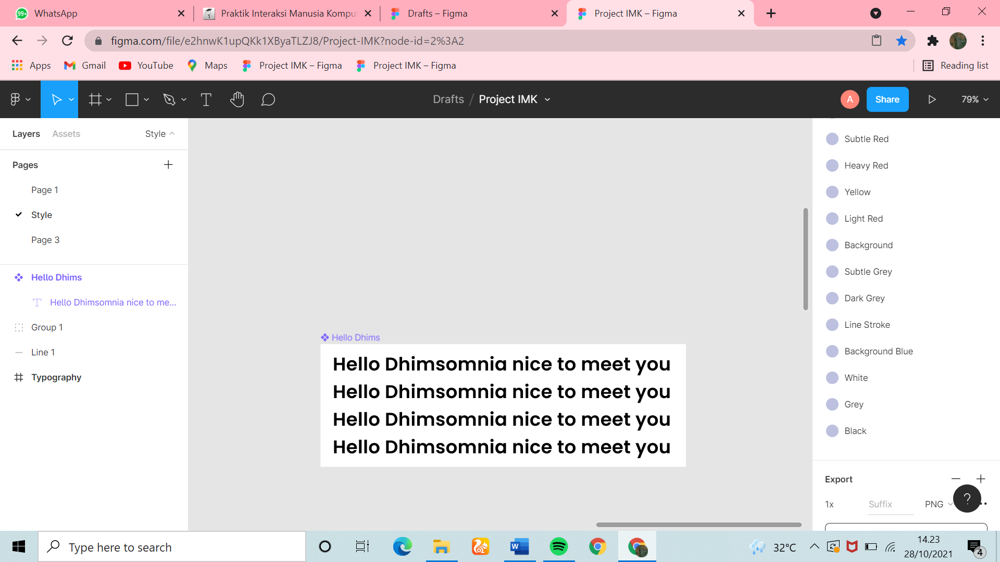 99+ WhatsApp
Praktik Interaksi Manusia Kompu
Drafts – Figma
Project IMK – Figma
figma.com/file/e2hnwK1upQKk1XByaTLZJ8/Project-IMK?node-id=2%3A2
Apps
Gmail
YouTube
Maps
Project IMK – Figma
Project IMK – Figma
Reading list
Drafts / Project IMK
A
Share
79%
Layers
Assets
Style
Pages
Page 1
Style
Page 3
Hello Dhims
Hello Dhimsomnia nice to me...
Group 1
Line 1
Typography
Hello Dhims
Hello Dhimsomnia nice to meet you
Hello Dhimsomnia nice to meet you
Hello Dhimsomnia nice to meet you
Hello Dhimsomnia nice to meet you
Subtle Red
Heavy Red
Yellow
Light Red
Background
Subtle Grey
Dark Grey
Line Stroke
Background Blue
White
Grey
Black
Export
1x
Suffix
PNG
?
Type here to search
W
32°C
14.23
28/10/2021
4